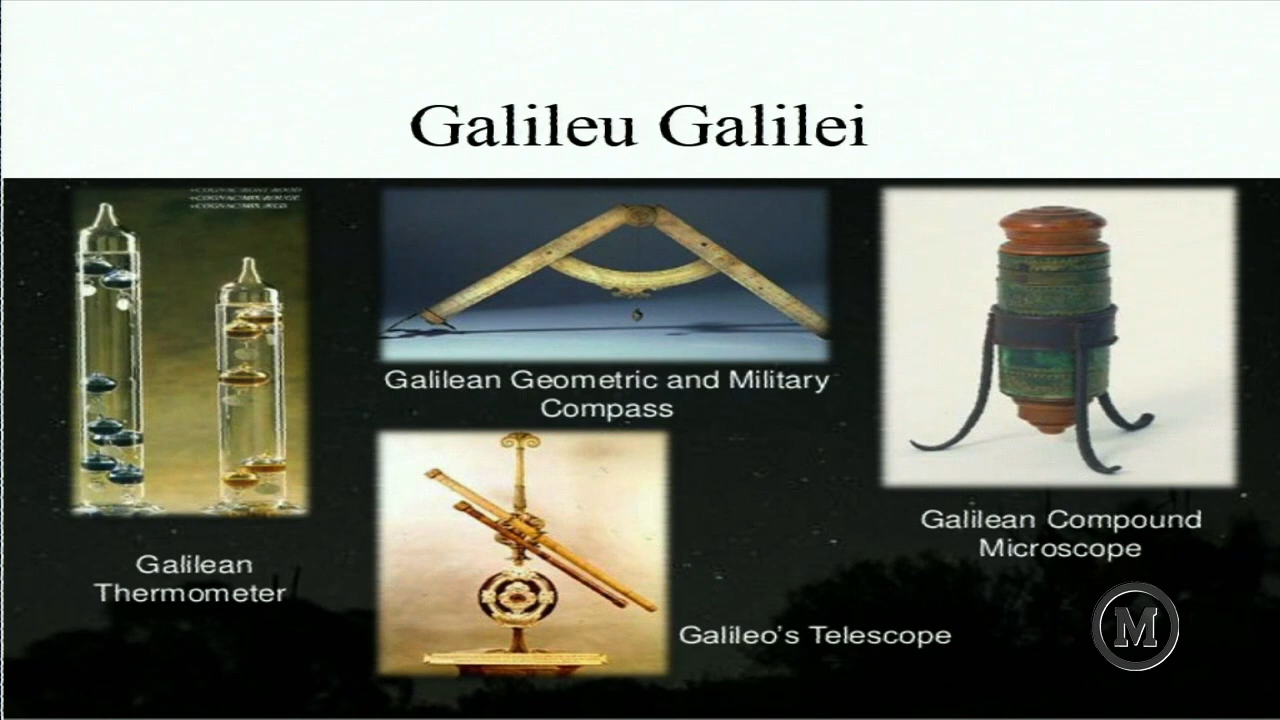 Galileu Galilei
Galilean Geometric and Military
Compass
Galilean Compound
Microscope
Galilean
Thermometer
Galileo's Telescope
M